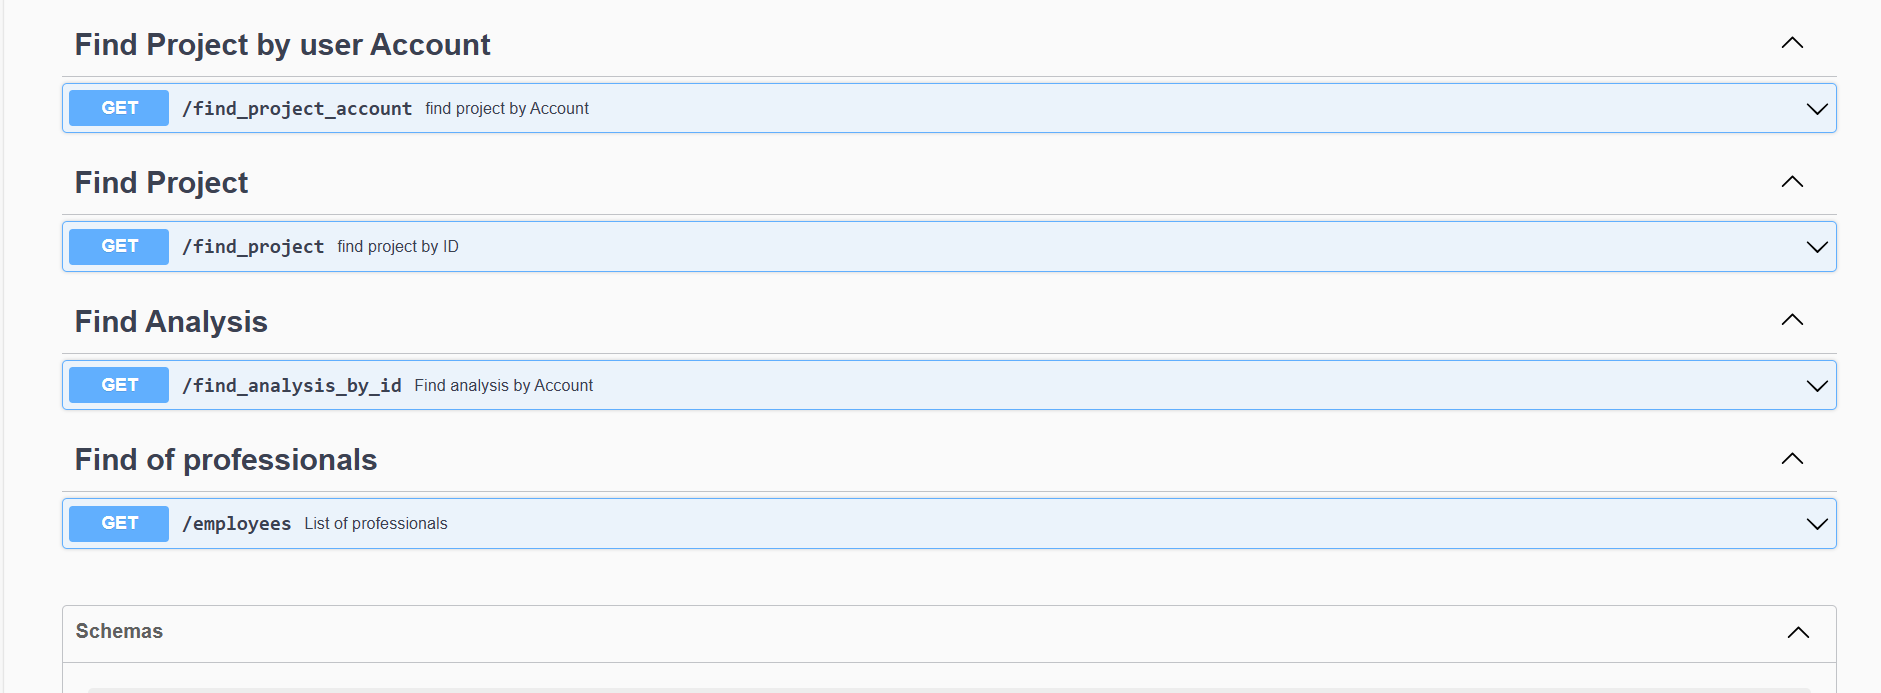 Find Project by user Account
GET /find_project_account find project by Account
Find Project
GET /find_project find project by ID
Find Analysis
GET /find_analysis_by_id Find analysis by Account
Find of professionals
GET /employees List of professionals
Schemas